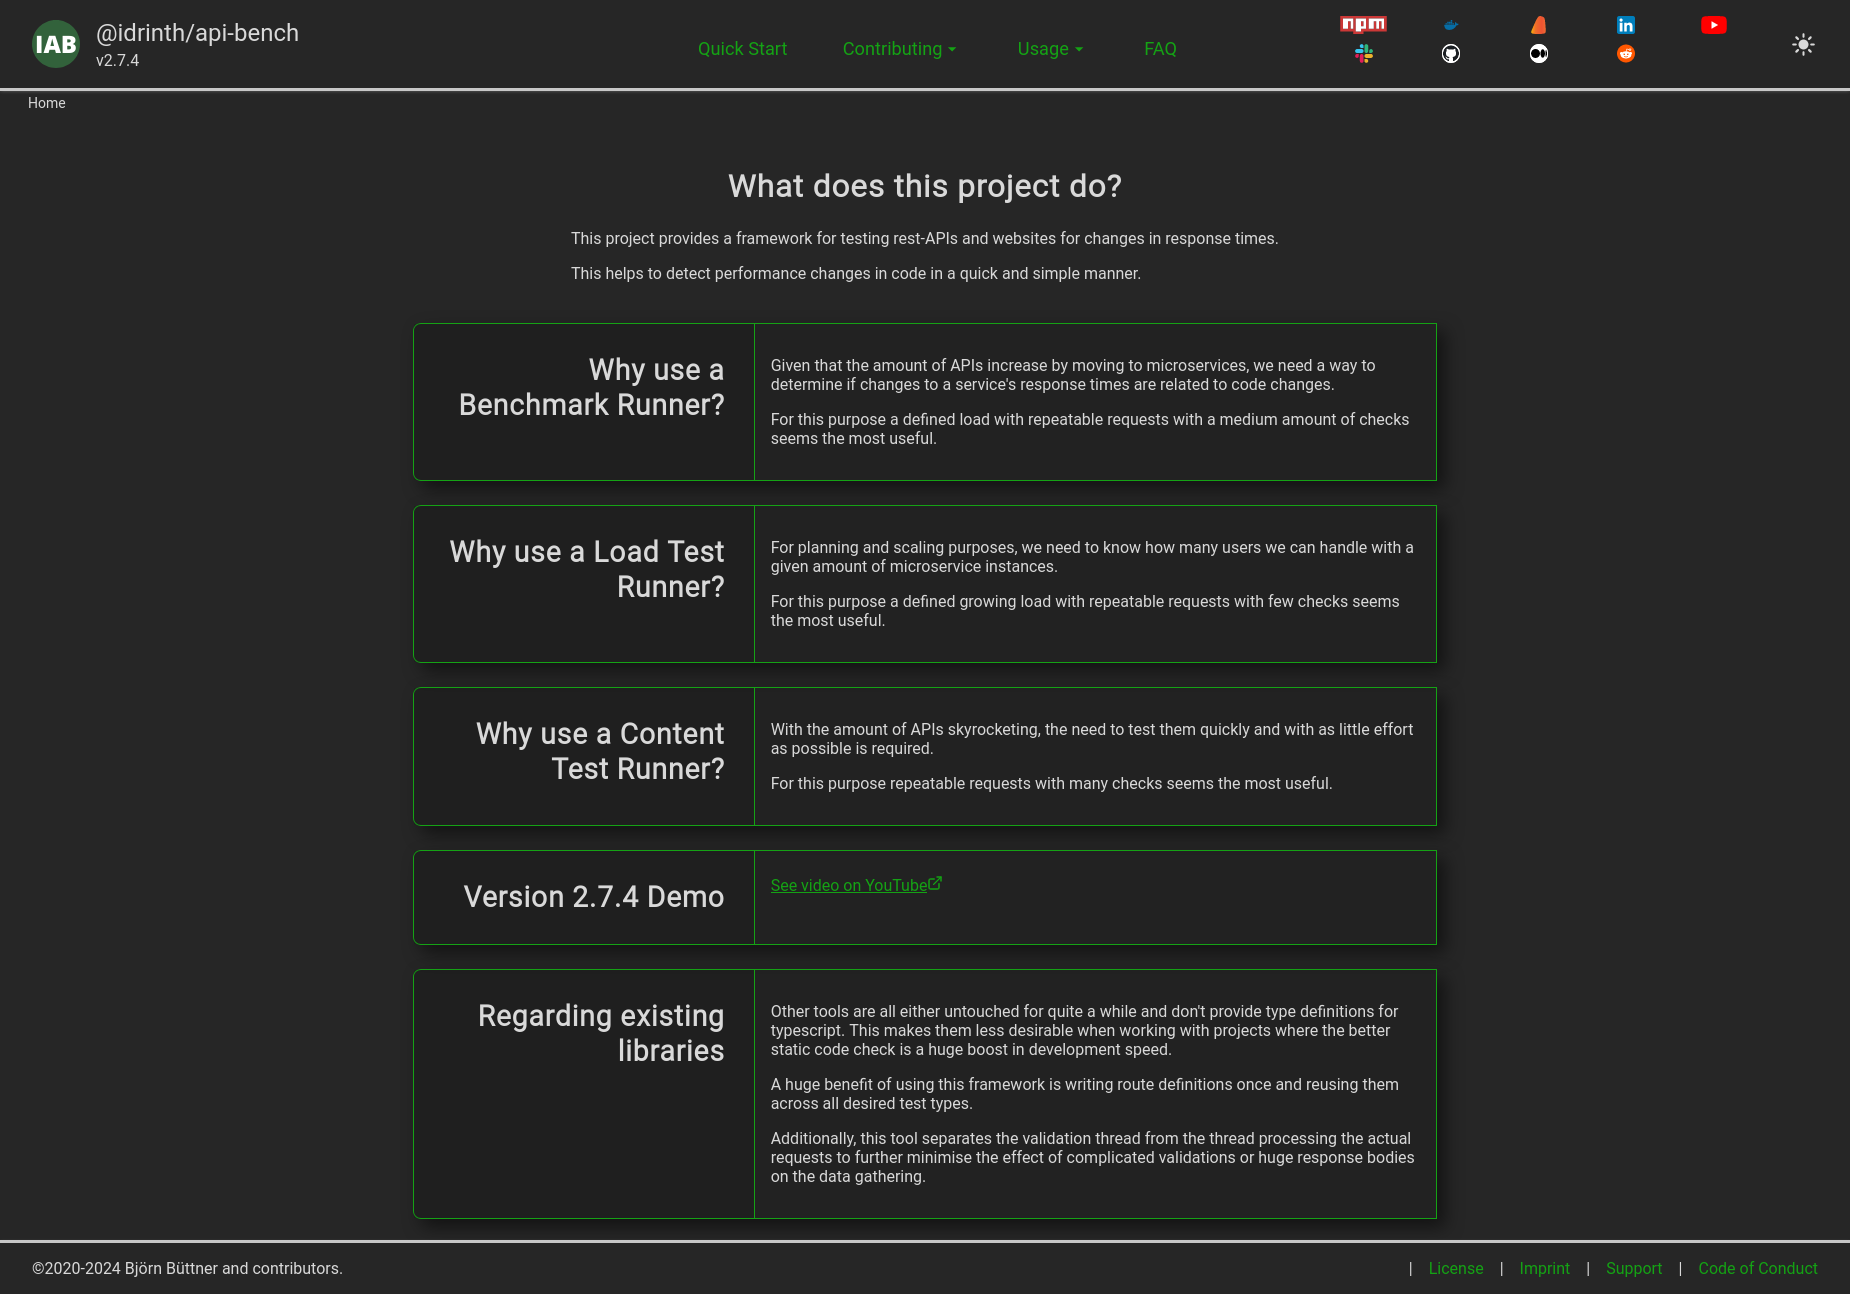 IAB
@idrinth/api-bench
v2.7.4
Quick Start
Contributing
Usage
FAQ
npm
in
Home
What does this project do?
This project provides a framework for testing rest-APIs and websites for changes in response times.
This helps to detect performance changes in code in a quick and simple manner.
Why use a
Benchmark Runner?
Given that the amount of APIs increase by moving to microservices, we need a way to
determine if changes to a service's response times are related to code changes.
For this purpose a defined load with repeatable requests with a medium amount of checks
seems the most useful.
Why use a Load Test
Runner?
For planning and scaling purposes, we need to know how many users we can handle with a
given amount of microservice instances.
For this purpose a defined growing load with repeatable requests with few checks seems
the most useful.
Why use a Content
Test Runner?
With the amount of APIs skyrocketing, the need to test them quickly and with as little effort
as possible is required.
For this purpose repeatable requests with many checks seems the most useful.
Version 2.7.4 Demo
See video on YouTube
Regarding existing
libraries
Other tools are all either untouched for quite a while and don't provide type definitions for
typescript. This makes them less desirable when working with projects where the better
static code check is a huge boost in development speed.
A huge benefit of using this framework is writing route definitions once and reusing them
across all desired test types.
Additionally, this tool separates the validation thread from the thread processing the actual
requests to further minimise the effect of complicated validations or huge response bodies
on the data gathering.
©2020-2024 Björn Büttner and contributors.
| License | Imprint | Support | Code of Conduct